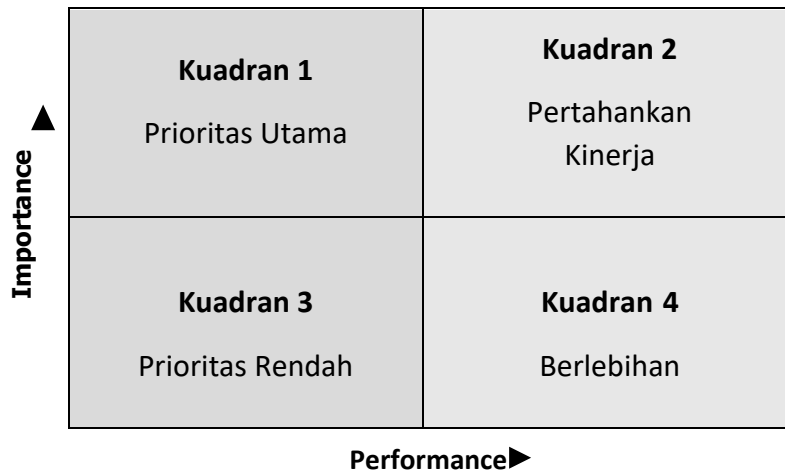 Kuadran 1
Prioritas Utama
Kuadran 2
Pertahankan
Kinerja
Importance
Kuadran 3
Prioritas Rendah
Kuadran 4
Berlebihan
Performance